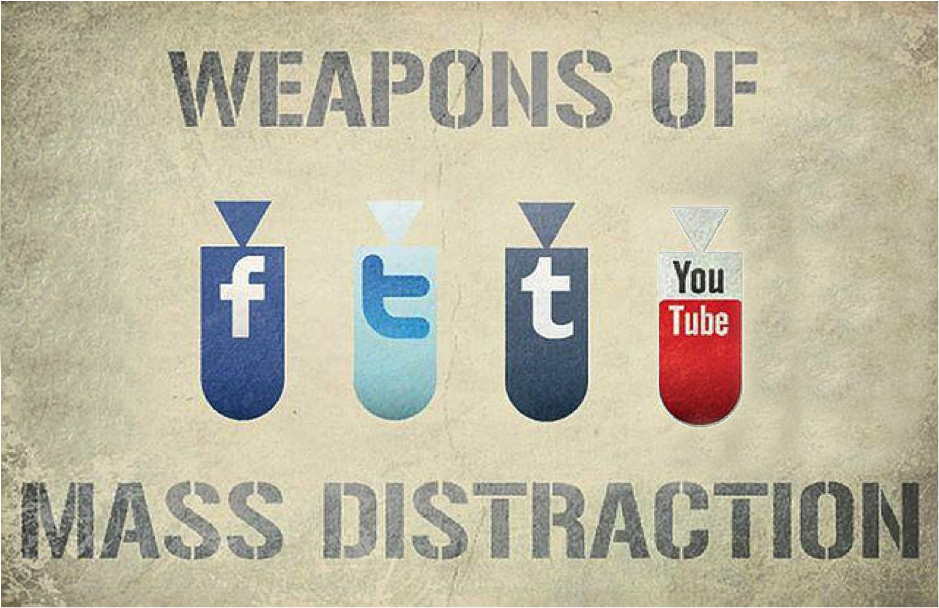 WEAPONS OF
f t t You
Tube
MASS DISTRACTION